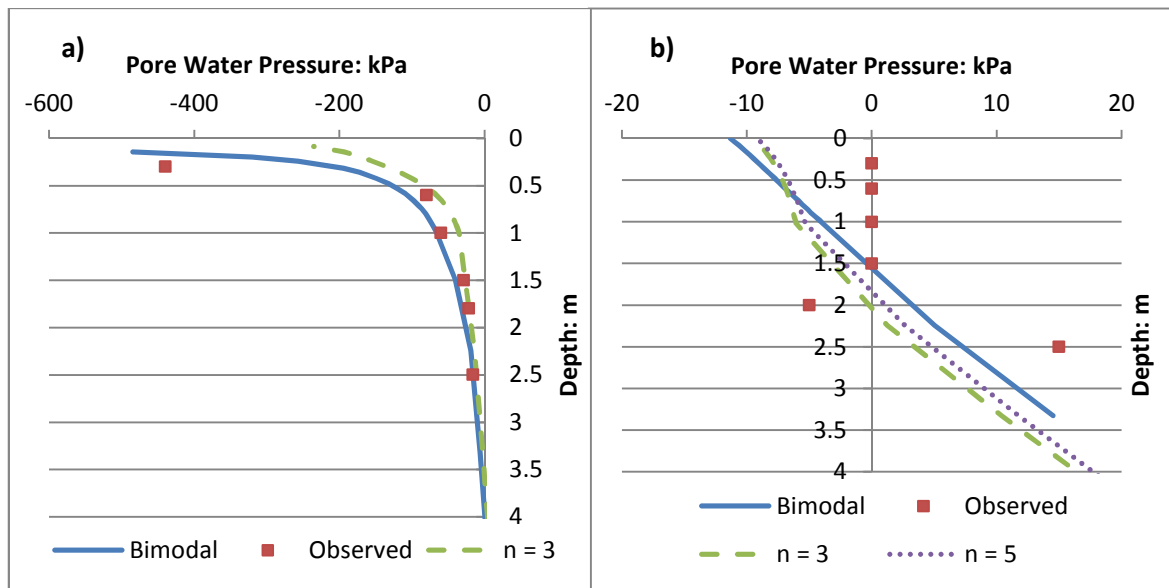 a)
Pore Water Pressure: kPa
-600 -400 -200 0
0
0.5
1
1.5
2
2.5
3
3.5
4
Depth: m
Bimodal Observed n = 3
b)
Pore Water Pressure: kPa
-20 -10 0 10 20
0
0.5
1
1.5
2
2.5
3
3.5
4
Depth: m
Bimodal Observed
n = 3 n = 5